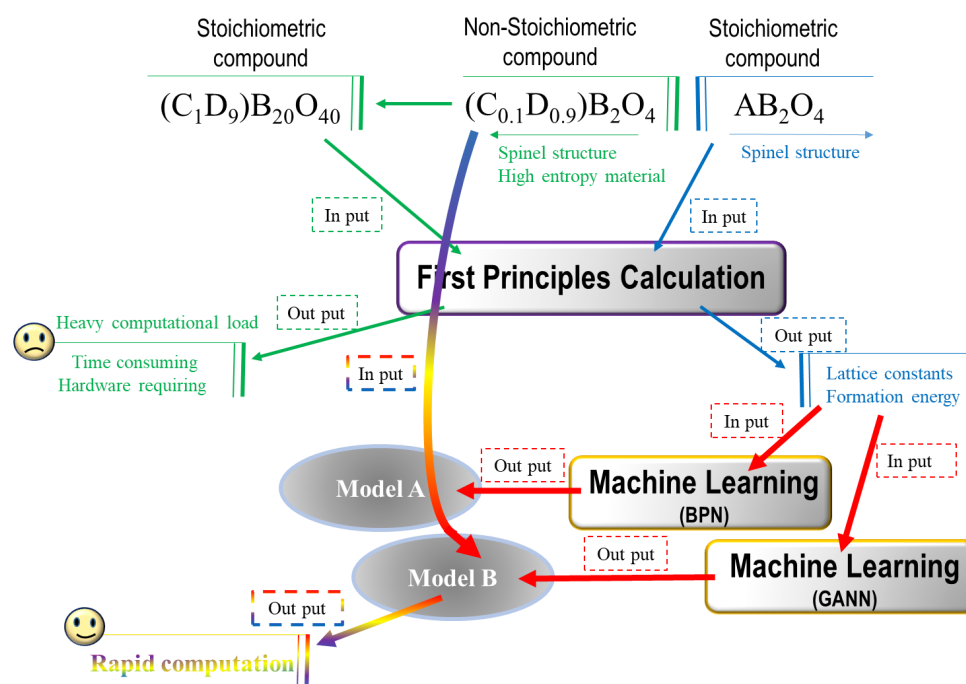 Stoichiometric
compound
Non-Stoichiometric
compound
Stoichiometric
compound
(C₁D₉)B₂₀O₄₀
(C₀.₁D₀.₉)B₂O₄
AB₂O₄
Spinel structure
High entropy material
Spinel structure
In put
In put
First Principles Calculation
Heavy computational load
Out put
Out put
Time consuming
Hardware requiring
In put
Lattice constants
Formation energy
In put
In put
Out put
Model A
Machine Learning
(BPN)
Out put
Model B
Machine Learning
(GANN)
Out put
Rapid computation